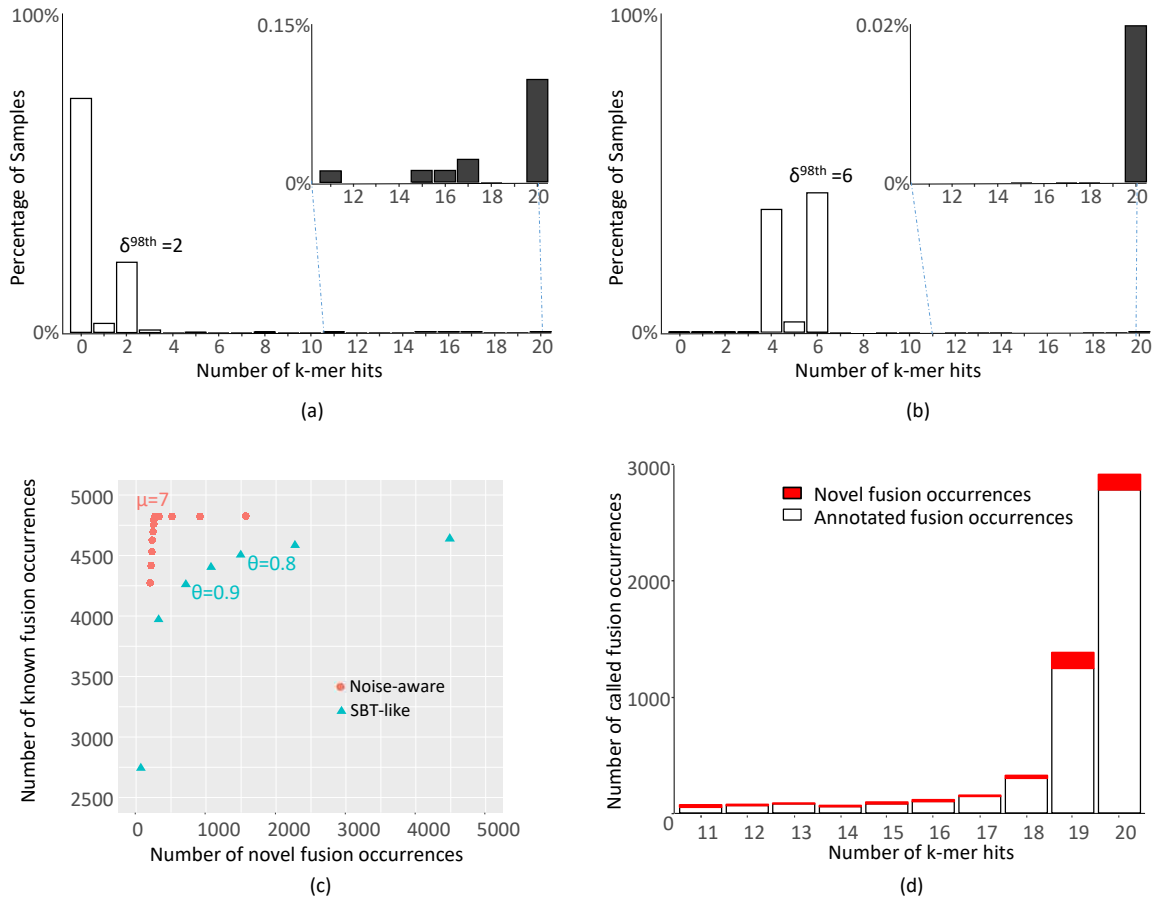 100%
0%
Percentage of Samples
0.15%
0%
12 14 16 18 20
δ98th =2
0 2 4 6 8 10 12 14 16 18 20
Number of k-mer hits
(a)
100%
0%
Percentage of Samples
0.02%
0%
12 14 16 18 20
δ98th =6
0 2 4 6 8 10 12 14 16 18 20
Number of k-mer hits
(b)
Number of known fusion occurrences
5000
4500
4000
3500
3000
2500
μ=7
θ=0.8
θ=0.9
Noise-aware
SBT-like
0 1000 2000 3000 4000 5000
Number of novel fusion occurrences
(c)
Number of called fusion occurrences
3000
2000
1000
0
Novel fusion occurrences
Annotated fusion occurrences
11 12 13 14 15 16 17 18 19 20
Number of k-mer hits
(d)